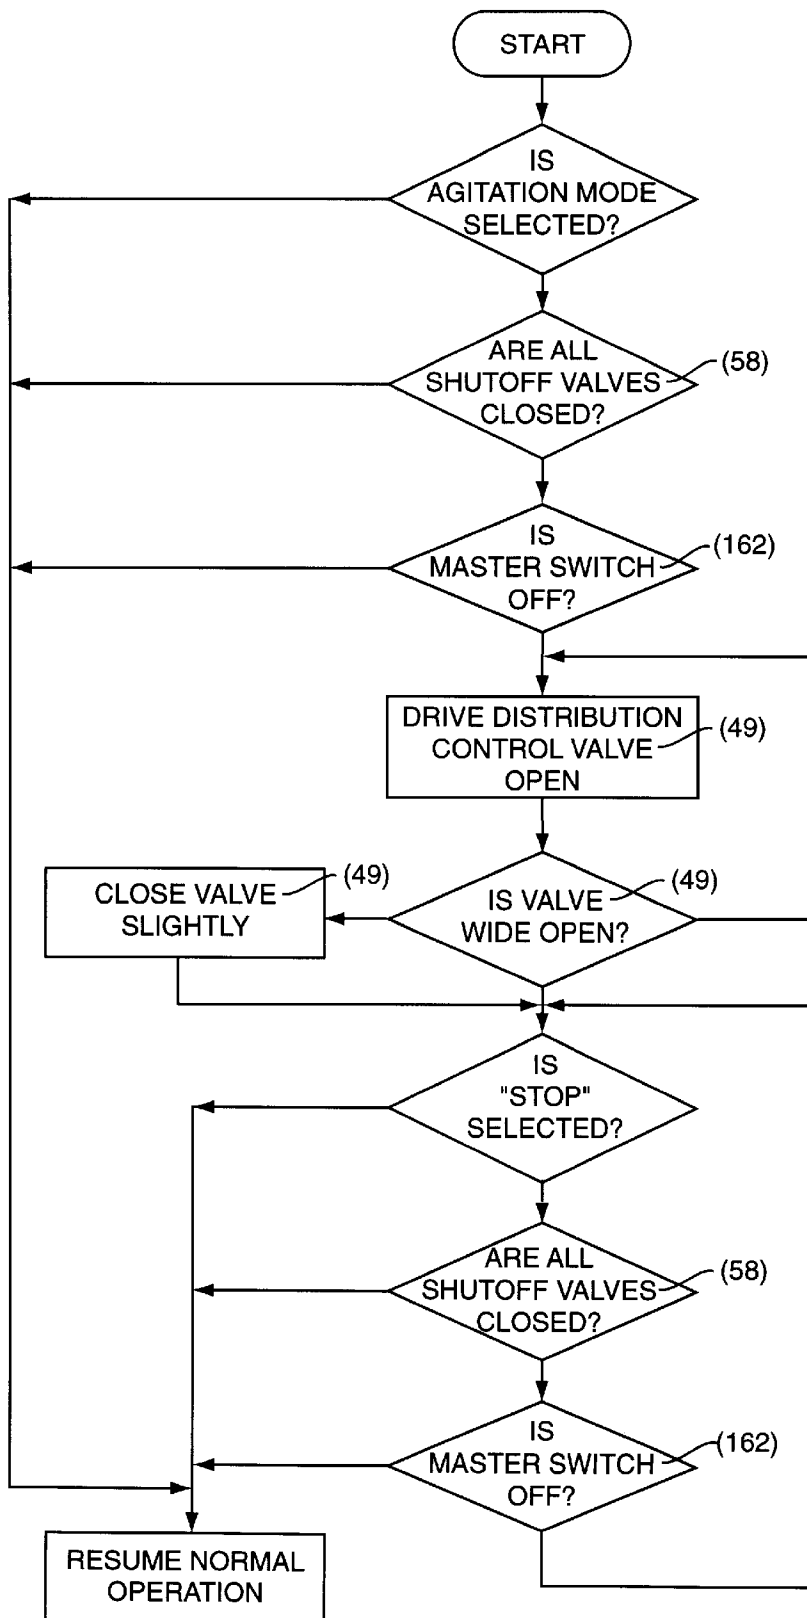 START
IS
AGITATION MODE
SELECTED?
ARE ALL
SHUTOFF VALVES
CLOSED?
(58)
IS
MASTER SWITCH
OFF?
(162)
DRIVE DISTRIBUTION
CONTROL VALVE
OPEN
(49)
CLOSE VALVE
SLIGHTLY
(49)
IS VALVE
WIDE OPEN?
(49)
IS
"STOP"
SELECTED?
ARE ALL
SHUTOFF VALVES
CLOSED?
(58)
IS
MASTER SWITCH
OFF?
(162)
RESUME NORMAL
OPERATION